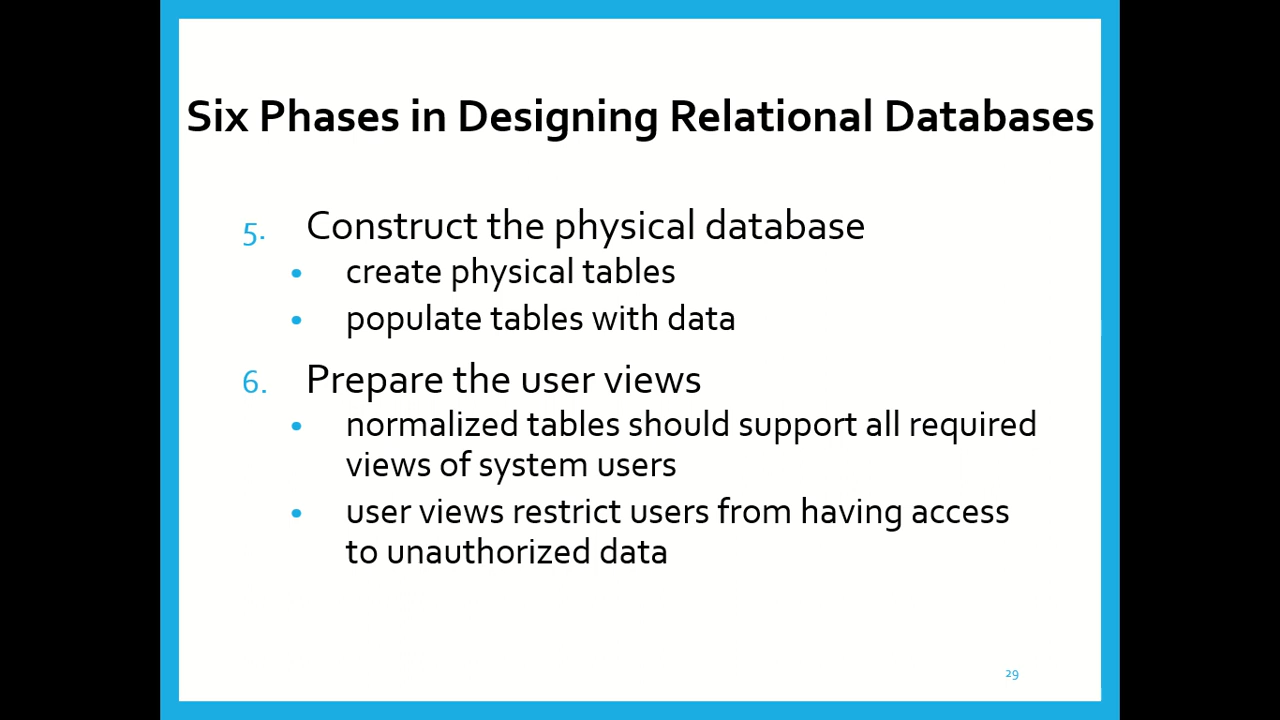 Six Phases in Designing Relational Databases
5. Construct the physical database
• create physical tables
• populate tables with data
6. Prepare the user views
• normalized tables should support all required
views of system users
• user views restrict users from having access
to unauthorized data
29